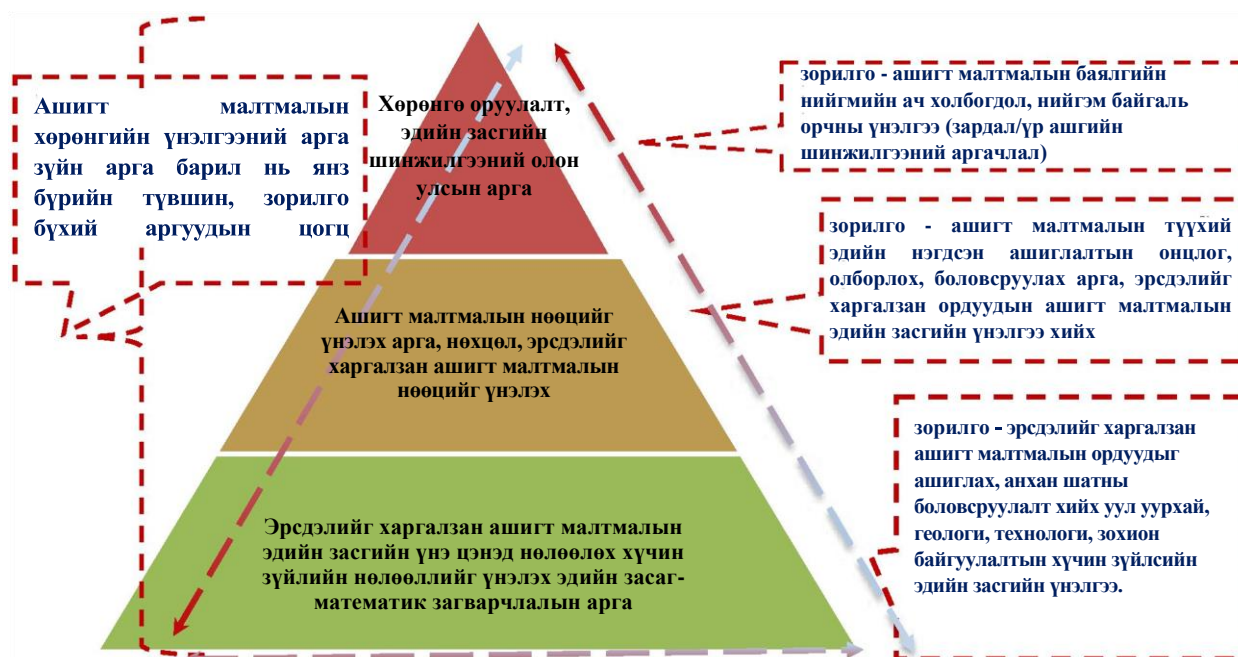 Ашигт малтмалын
хөрөнгийн үнэлгээний арга
зүйн арга барил нь янз
бүрийн түвшин, зорилго
бүхий аргуудын цогц
Хөрөнгө оруулалт,
эдийн засгийн
шинжилгээний олон
улсын арга
Ашигт малтмалын нөөцийг
үнэлэх арга, нөхцөл, эрсдэлийг
харгалзан ашигт малтмалын
нөөцийг үнэлэх
Эрсдэлийг харгалзан ашигт малтмалын
эдийн засгийн үнэ цэнэд нөлөөлөх хүчин
зүйлийн нөлөөллийг үнэлэх эдийн засаг-
математик загварчлалын арга
зорилго - ашигт малтмалын баялгийн
нийгмийн ач холбогдол, нийгэм байгаль
орчны үнэлгээ (зардал/үр ашгийн
шинжилгээний аргачлал)
зорилго - ашигт малтмалын түүхий
эдийн нэгдсэн ашиглалтын онцлог,
олборлох, боловсруулах арга, эрсдэлийг
харгалзан ордуудын ашигт малтмалын
эдийн засгийн үнэлгээ хийх
зорилго - эрсдэлийг харгалзан
ашигт малтмалын ордуудыг
ашиглах, анхан шатны
боловсруулалт хийх уул уурхай,
геологи, технологи, зохион
байгуулалтын хүчин зүйлсийн
эдийн засгийн үнэлгээ.